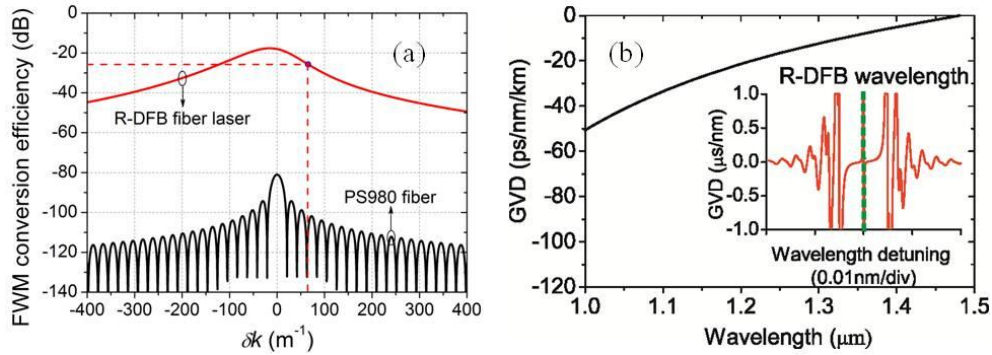 FWM conversion efficiency (dB)
0
-20
-40
-60
-80
-100
-120
-140
(a)
R-DFB fiber laser
PS980 fiber
-400 -300 -200 -100 0 100 200 300 400
δk (m⁻¹)
GVD (ps/nm/km)
0
-20
-40
-60
-80
-100
-120
(b)
R-DFB wavelength
GVD (μs/nm)
1.0
0.5
0.0
-0.5
-1.0
Wavelength detuning
(0.01nm/div)
1.0 1.1 1.2 1.3 1.4 1.5
Wavelength (μm)